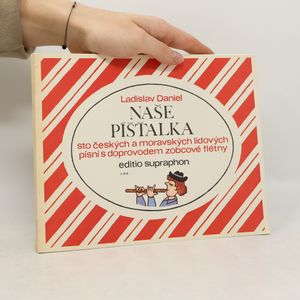 Ladislav Daniel
NAŠE
PÍŠŤALKA
sto českých a moravských lidových
písní s doprovodem zobcové flétny
editio supraphon